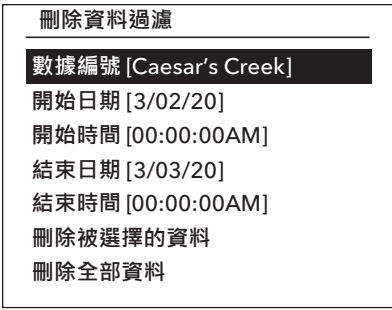 刪除資料過濾
數據編號 [Caesar’s Creek]
開始日期 [3/02/20]
開始時間 [00:00:00AM]
結束日期 [3/03/20]
結束時間 [00:00:00AM]
刪除被選擇的資料
刪除全部資料